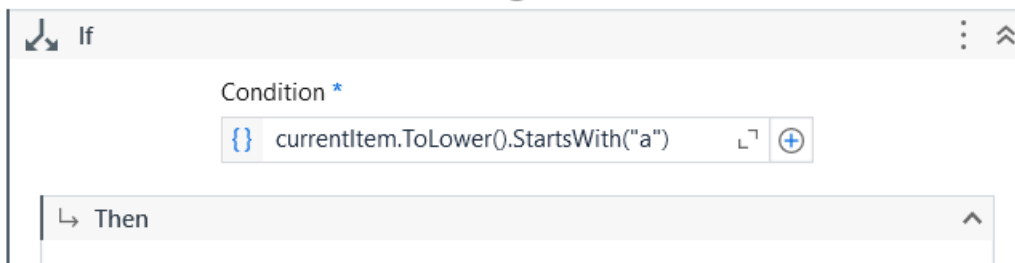 If
Condition *
{} currentItem.ToLower().StartsWith("a")
Then